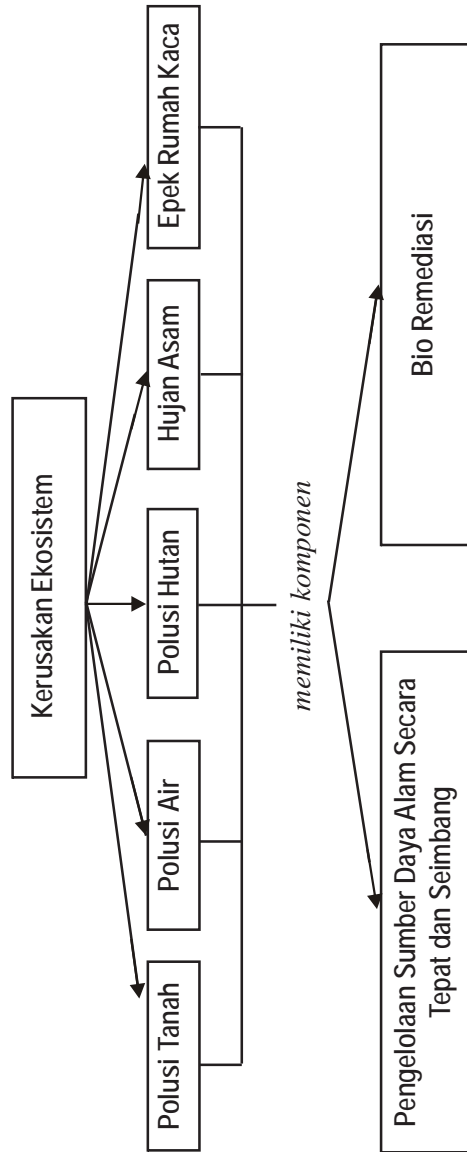 Kerusakan Ekosistem
Polusi Tanah
Polusi Air
Polusi Hutan
Hujan Asam
Epek Rumah Kaca
memiliki komponen
Pengelolaan Sumber Daya Alam Secara
Tepat dan Seimbang
Bio Remediasi